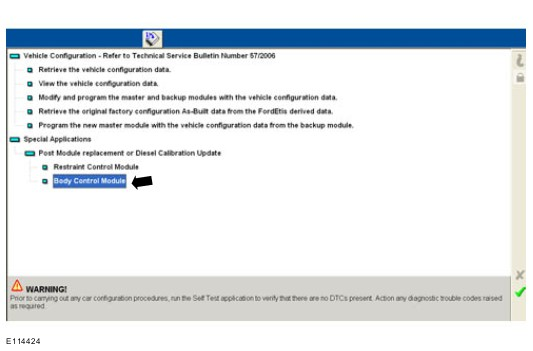 Vehicle Configuration - Refer to Technical Service Bulletin Number 57/2006
Retrieve the vehicle configuration data.
View the vehicle configuration data.
Modify and program the master and backup modules with the vehicle configuration data.
Retrieve the original factory configuration As-Built data from the FordEtis derived data.
Program the new master module with the vehicle configuration data from the backup module.
Special Applications
Post Module replacement or Diesel Calibration Update
Restraint Control Module
Body Control Module
WARNING!
Prior to carrying out any car configuration procedures, run the Self Test application to verify that there are no DTCs present. Action any diagnostic trouble codes raised
as required.
E114424